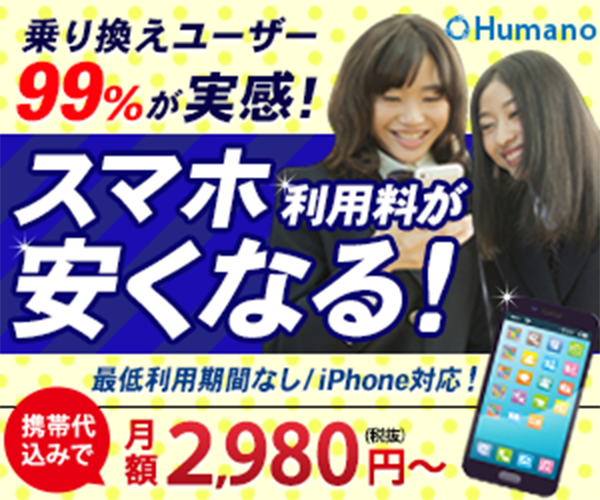 乗り換えユーザー
Humano
99%が実感！
スマホ利用料が
安くなる！
最低利用期間なし/iPhone対応！
携帯代
込みで
月額2,980円〜
(税抜)